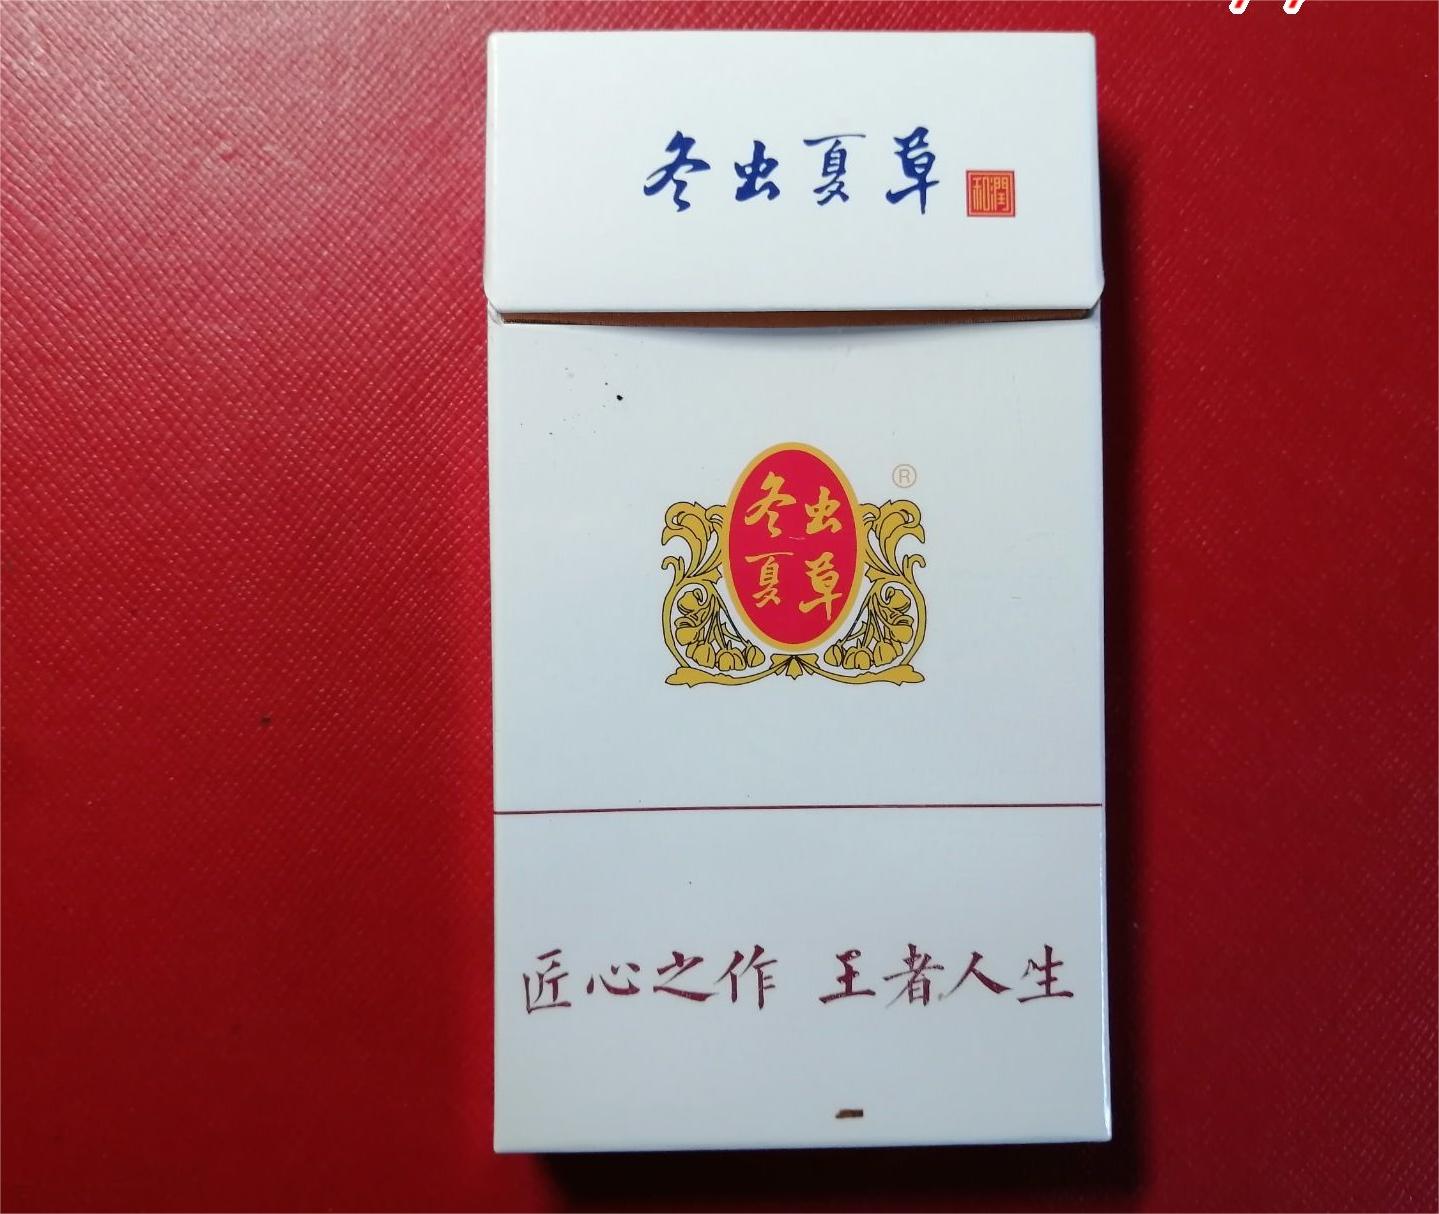 冬虫夏草 和潤
®
冬虫
夏草
匠心之作 王者人生